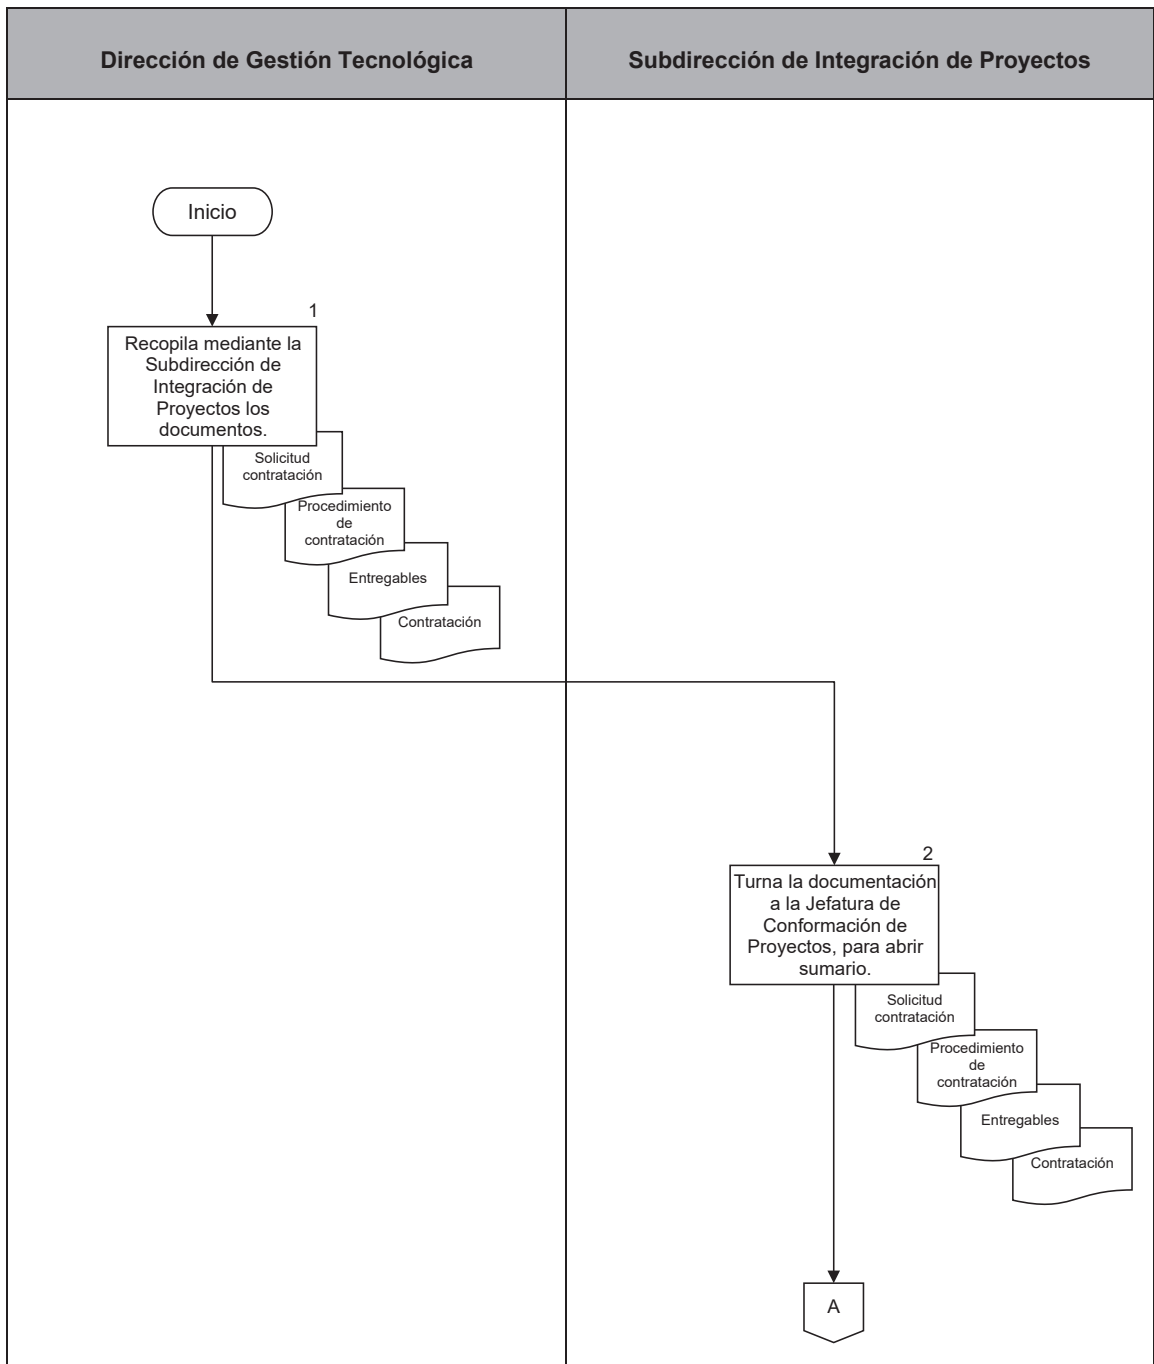 Dirección de Gestión Tecnológica
Subdirección de Integración de Proyectos
Inicio
1
Recopila mediante la
Subdirección de
Integración de
Proyectos los
documentos.
Solicitud
contratación
Procedimiento
de
contratación
Entregables
Contratación
2
Turna la documentación
a la Jefatura de
Conformación de
Proyectos, para abrir
sumario.
Solicitud
contratación
Procedimiento
de
contratación
Entregables
Contratación
A